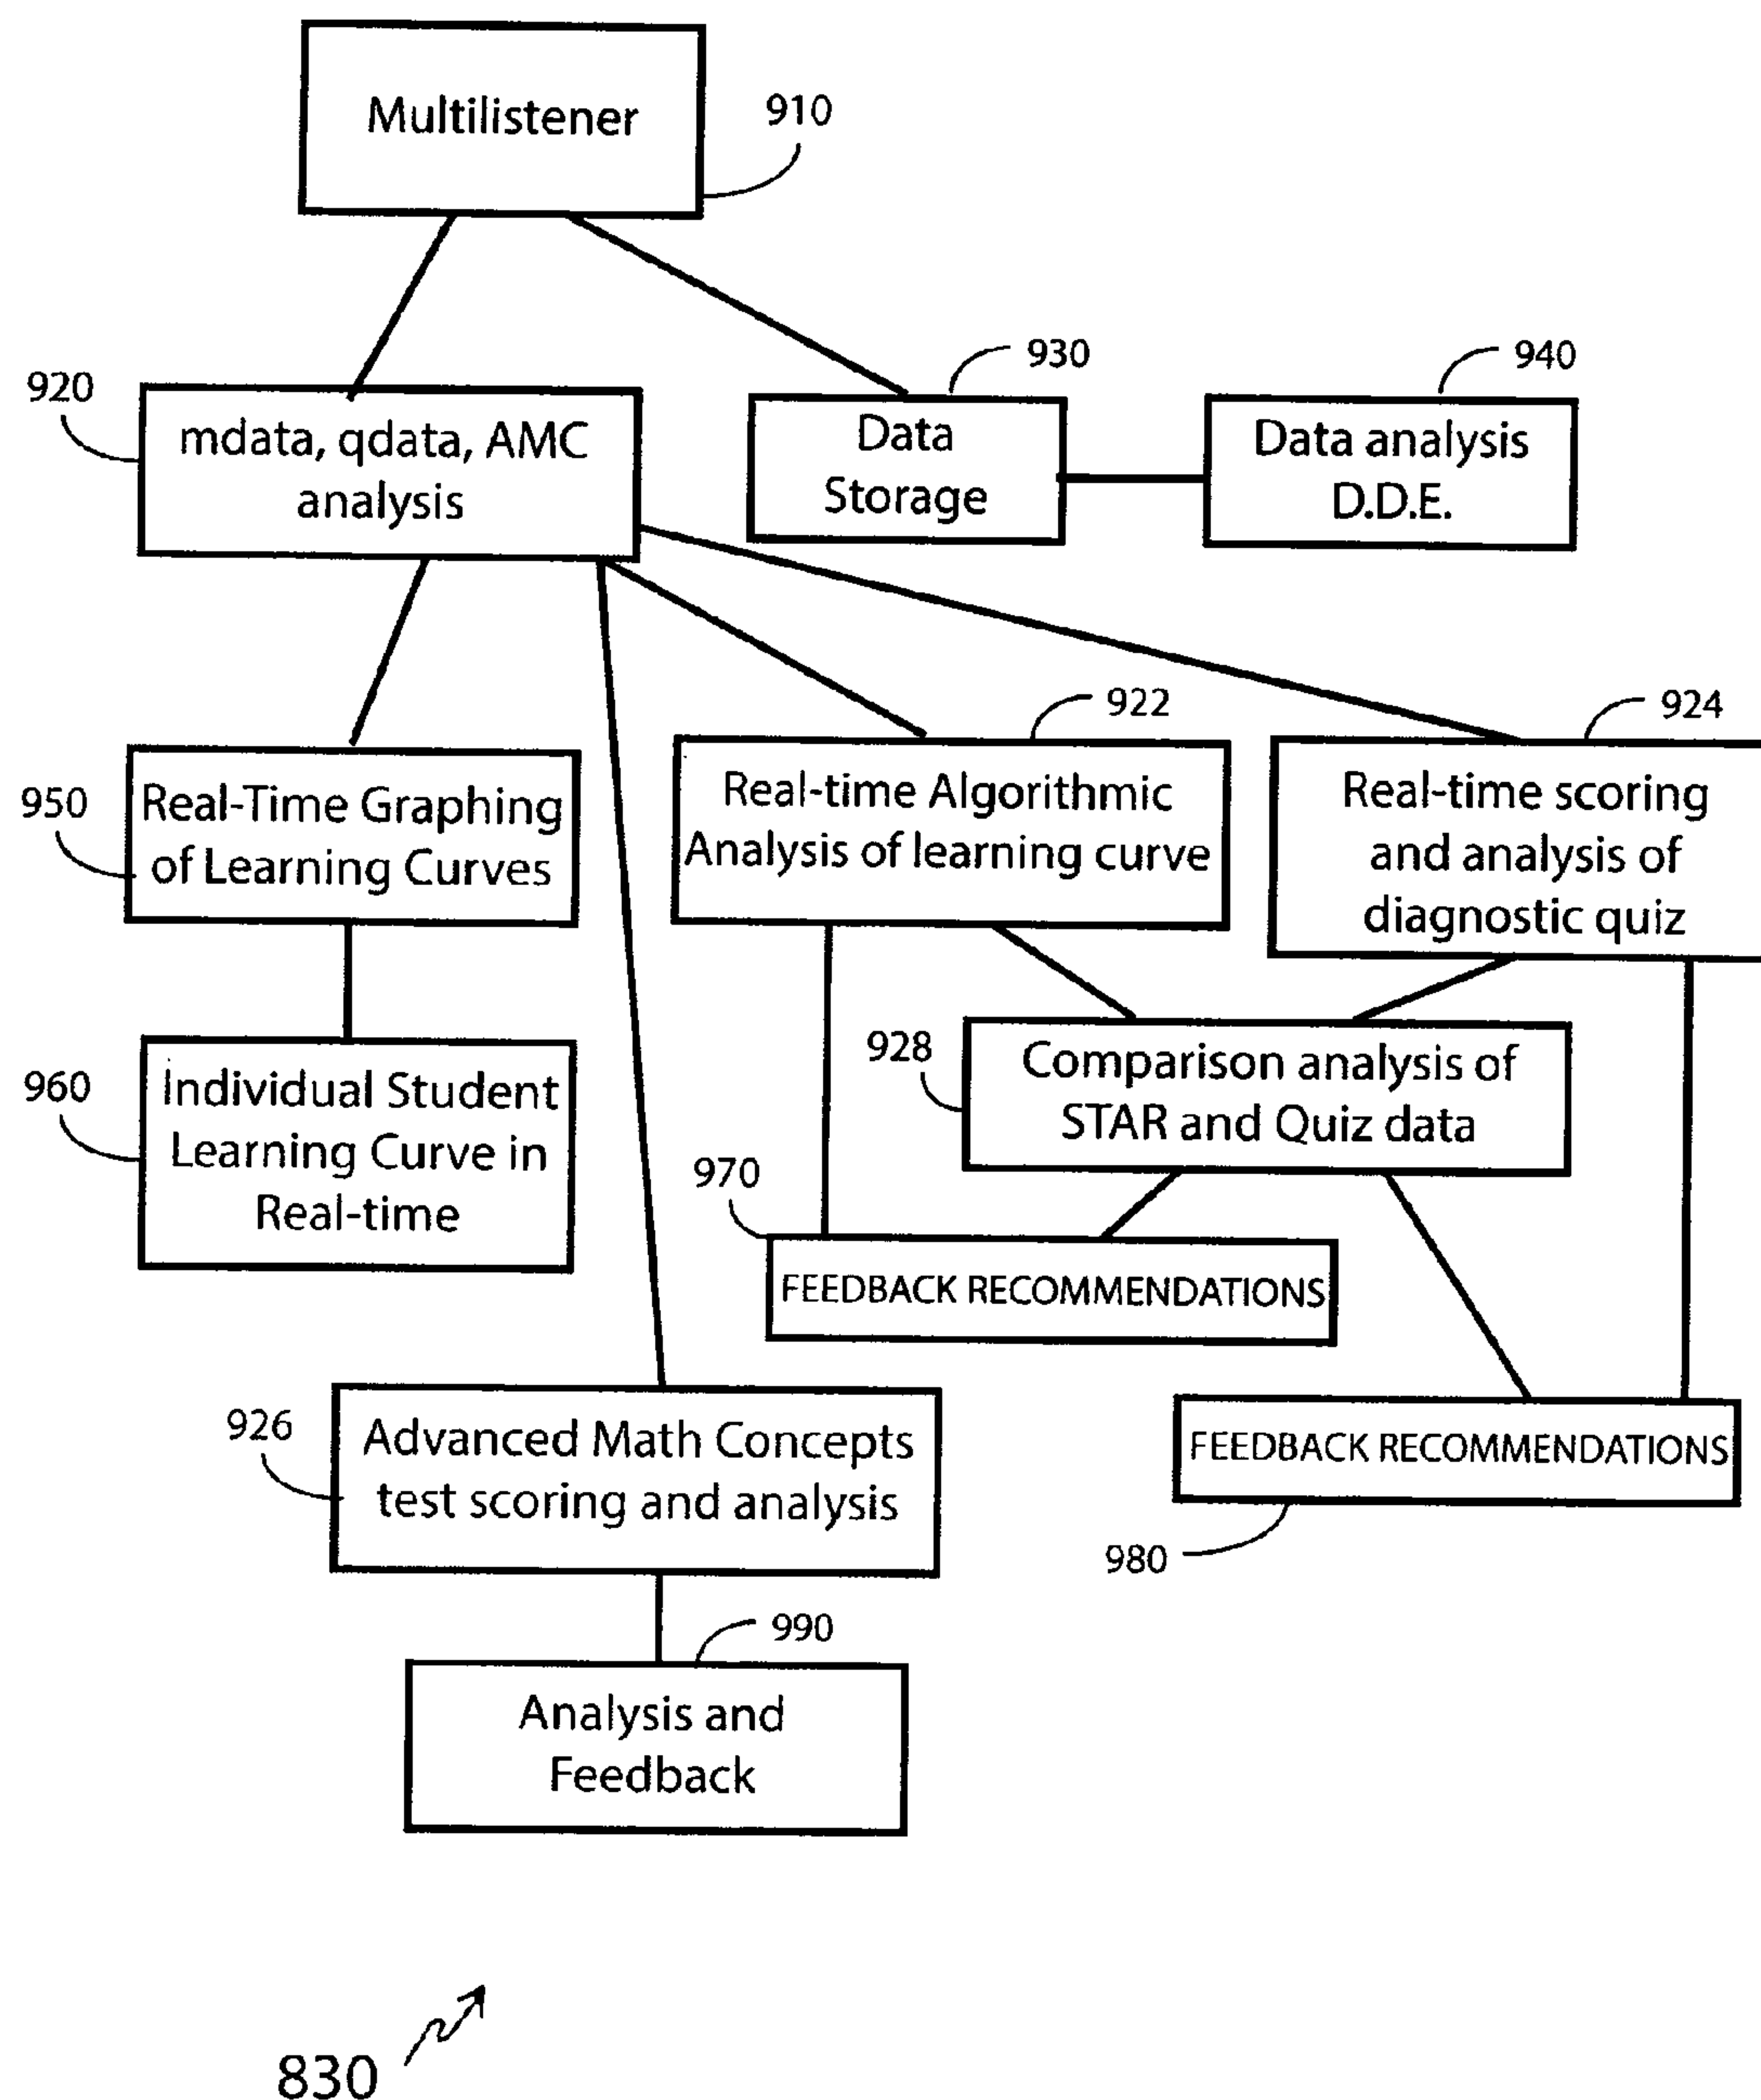 Multilistener
910
920
mdata, qdata, AMC
analysis
930
Data
Storage
940
Data analysis
D.D.E.
950
Real-Time Graphing
of Learning Curves
922
Real-time Algorithmic
Analysis of learning curve
924
Real-time scoring
and analysis of
diagnostic quiz
960
Individual Student
Learning Curve in
Real-time
928
Comparison analysis of
STAR and Quiz data
970
FEEDBACK RECOMMENDATIONS
926
Advanced Math Concepts
test scoring and analysis
FEEDBACK RECOMMENDATIONS
980
990
Analysis and
Feedback
830